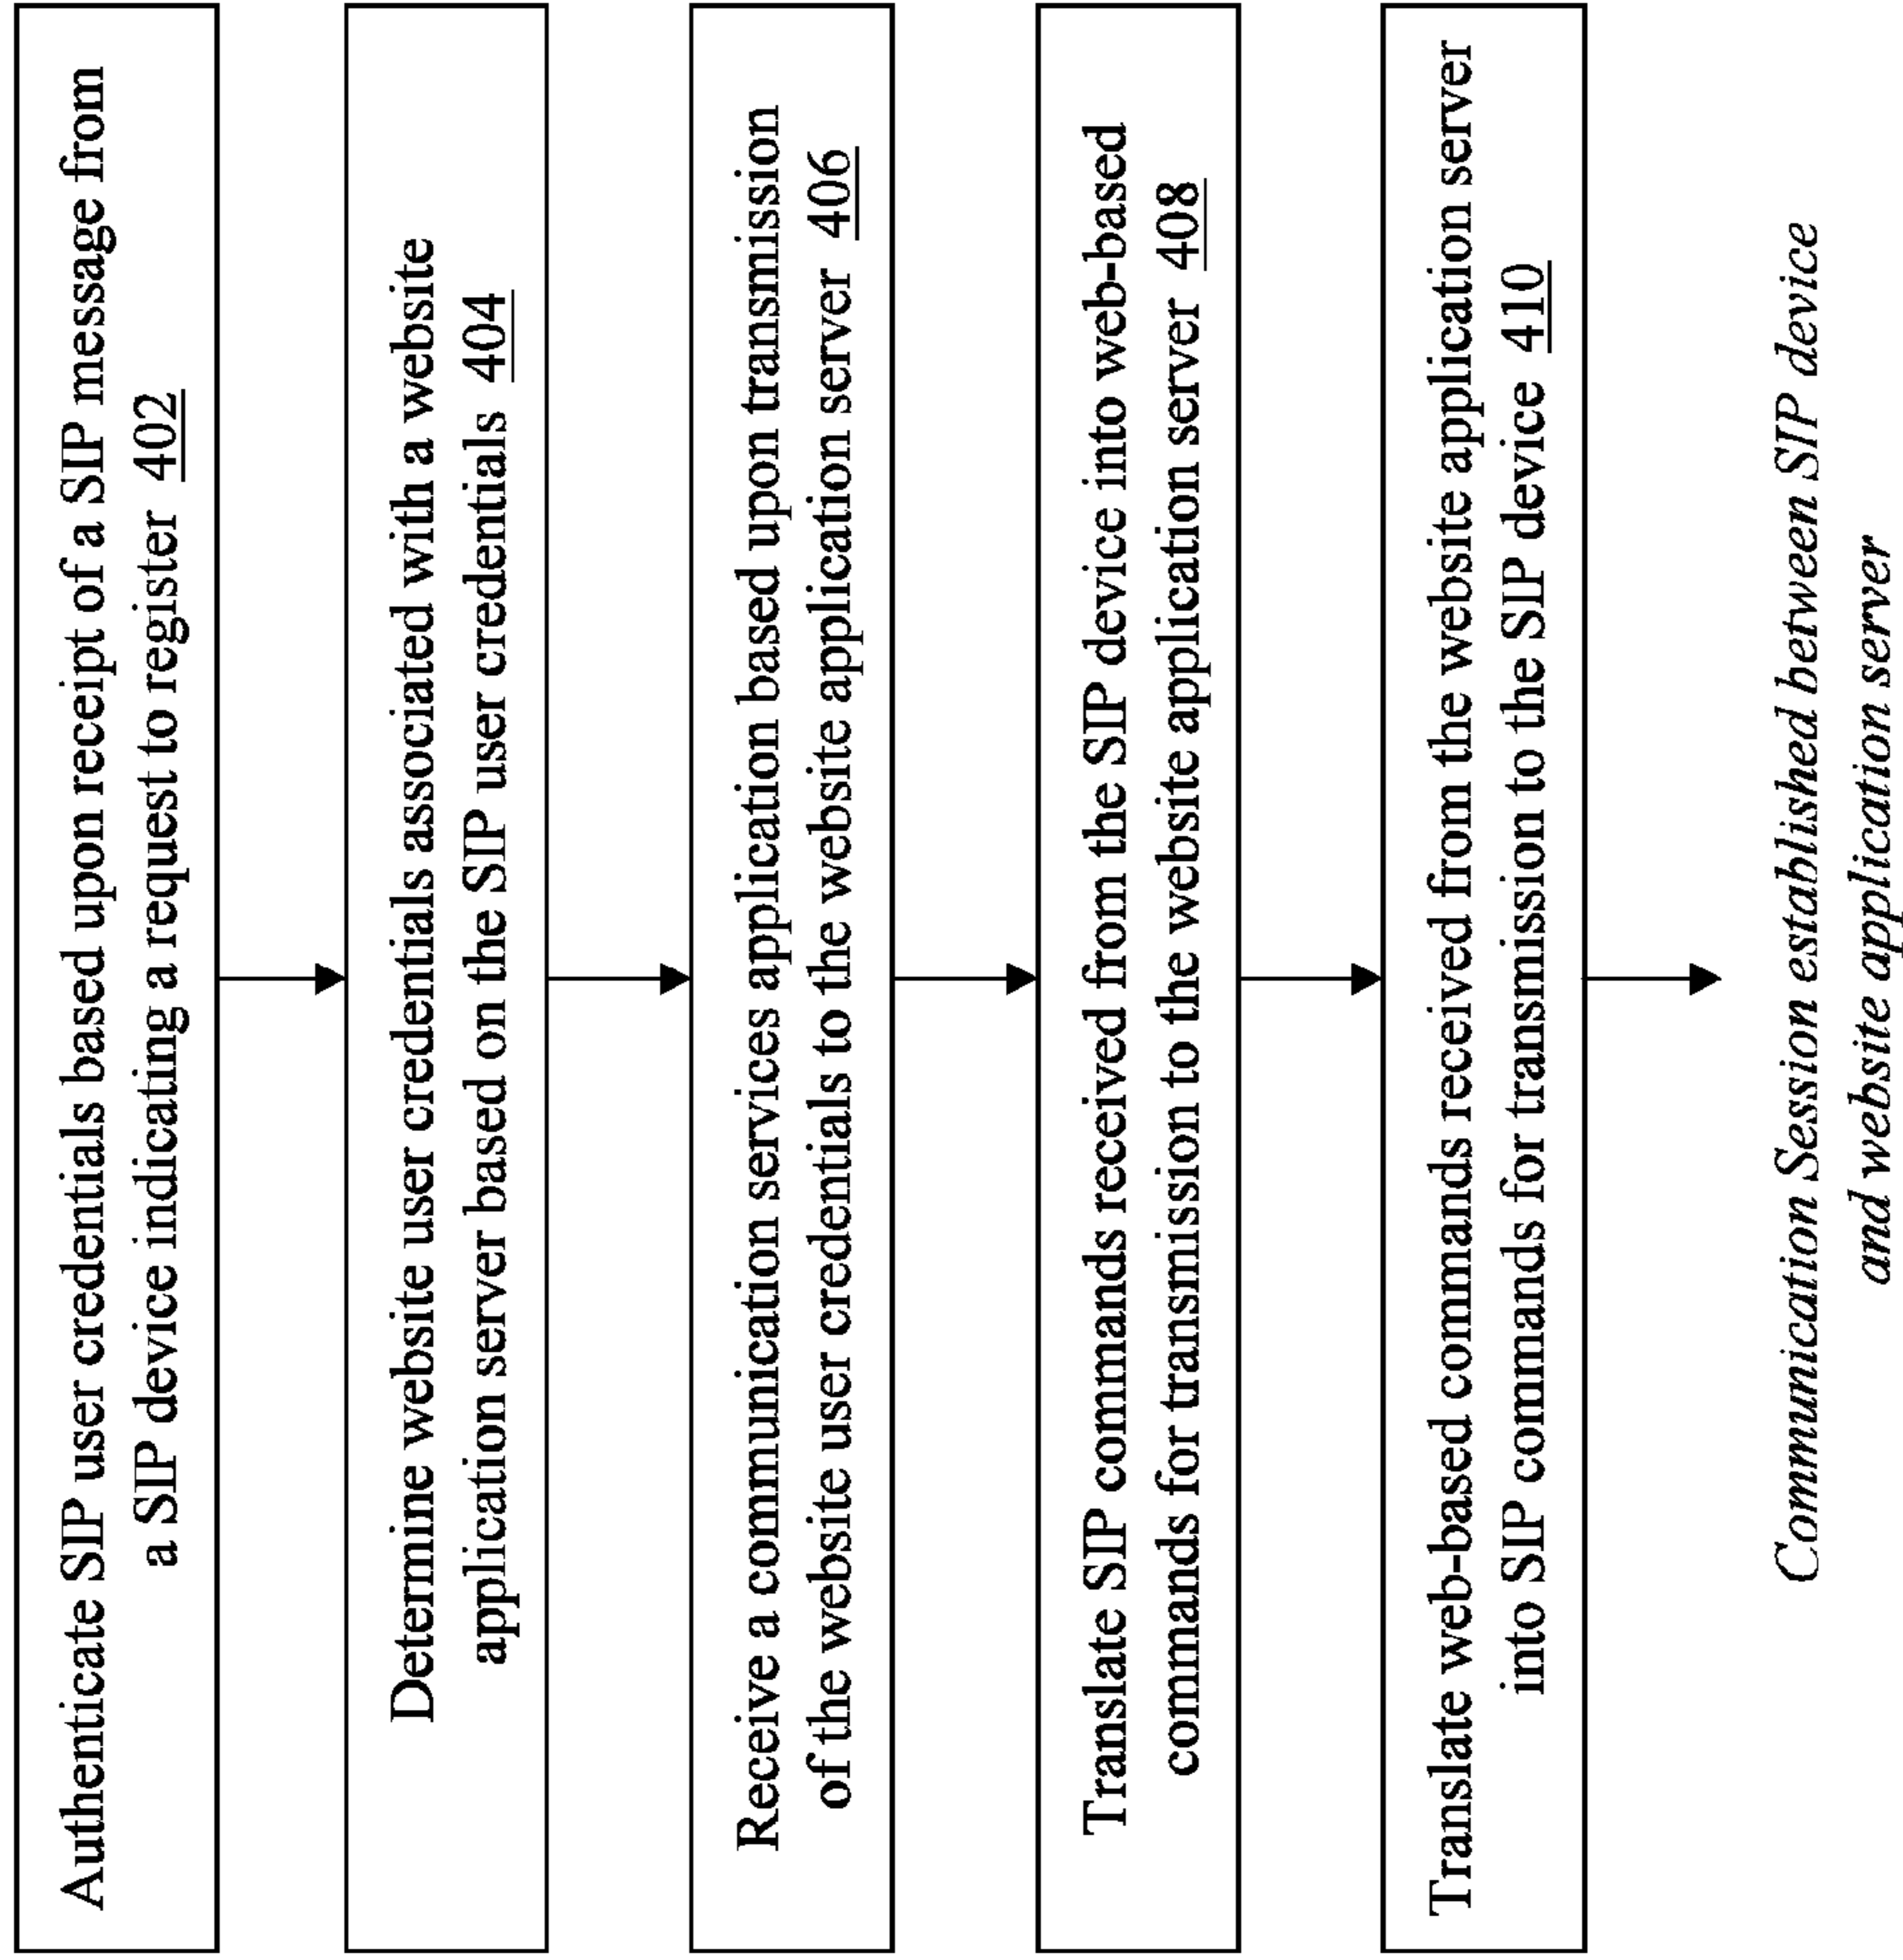 Authenticate SIP user credentials based upon receipt of a SIP message from
a SIP device indicating a request to register 402
Determine website user credentials associated with a website
application server based on the SIP user credentials 404
Receive a communication services application based upon transmission
of the website user credentials to the website application server 406
Translate SIP commands received from the SIP device into web-based
commands for transmission to the website application server 408
Translate web-based commands received from the website application server
into SIP commands for transmission to the SIP device 410
Communication Session established between SIP device
and website application server